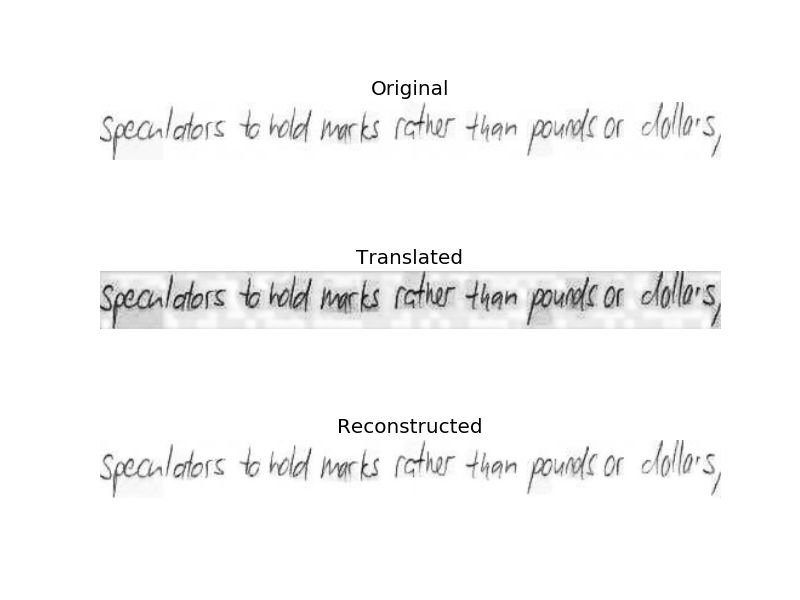 Original
Speculators to hold marks rather than pounds or dollars,
Translated
Speculators to hold marks rather than pounds or dollars,
Reconstructed
Speculators to hold marks rather than pounds or dollars,